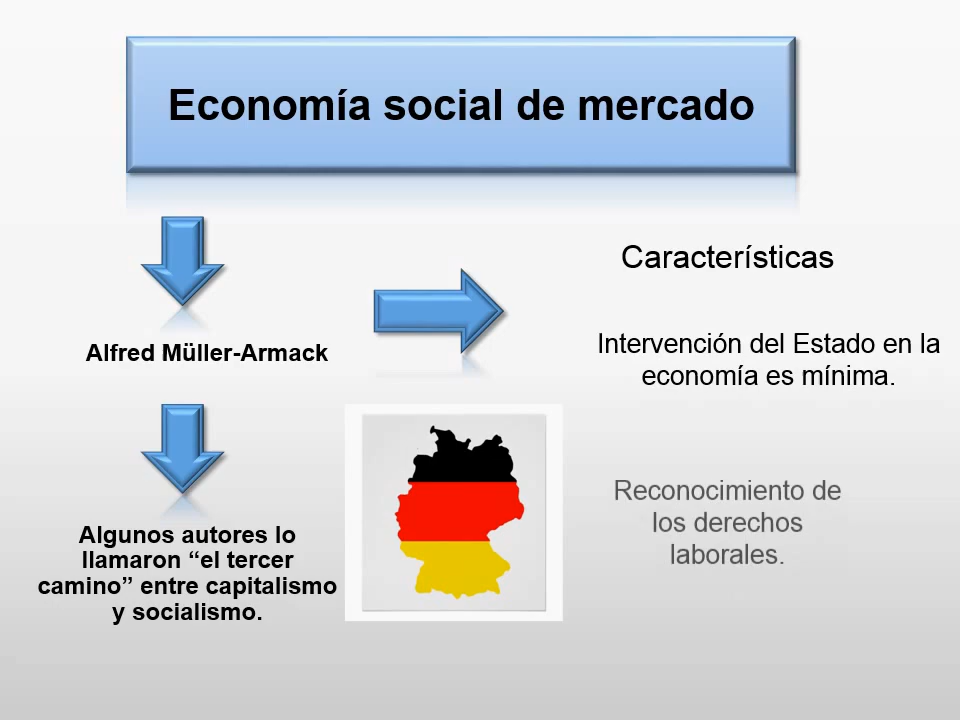 Economía social de mercado
Alfred Müller-Armack
Algunos autores lo
llamaron “el tercer
camino” entre capitalismo
y socialismo.
Características
Intervención del Estado en la
economía es mínima.
Reconocimiento de
los derechos
laborales.